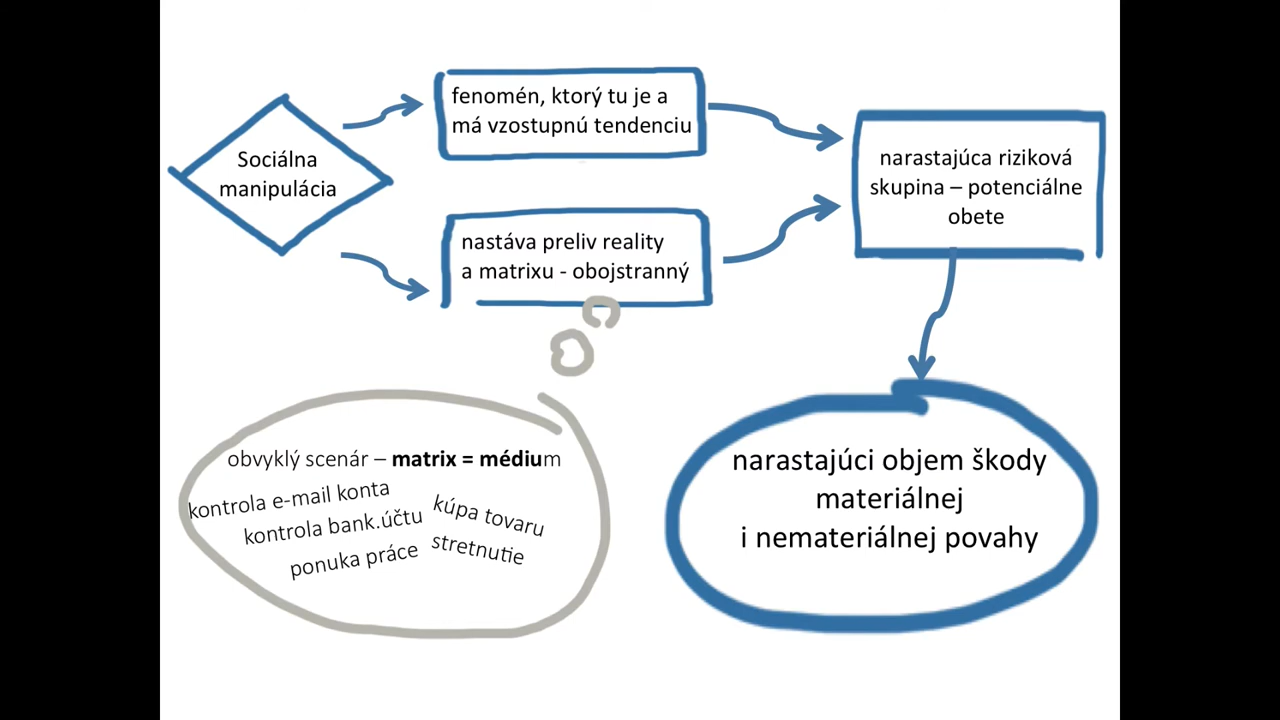 Sociálna
manipulácia
fenomén, ktorý tu je a
má vzostupnú tendenciu
nastáva preliv reality
a matrixu - obojstranný
narastajúca riziková
skupina – potenciálne
obete
obvyklý scenár – matrix = médium
kontrola e-mail konta
kontrola bank.účtu
ponuka práce
kúpa tovaru
stretnutie
narastajúci objem škody
materiálnej
i nemateriálnej povahy